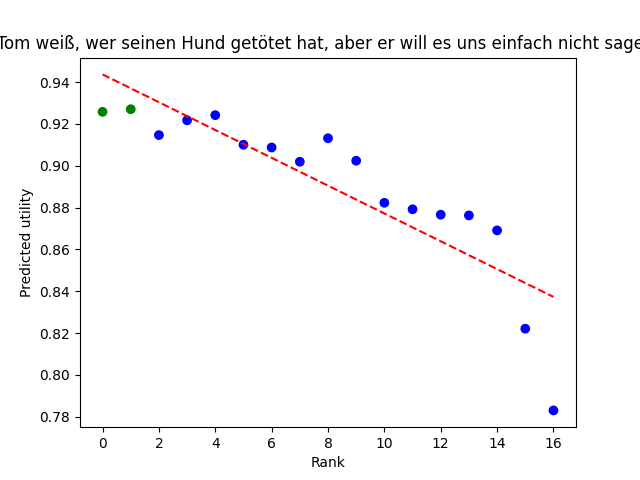 Tom weiß, wer seinen Hund getötet hat, aber er will es uns einfach nicht sage
0.94
0.92
0.90
0.88
0.86
0.84
0.82
0.80
0.78
Predicted utility
0 2 4 6 8 10 12 14 16
Rank